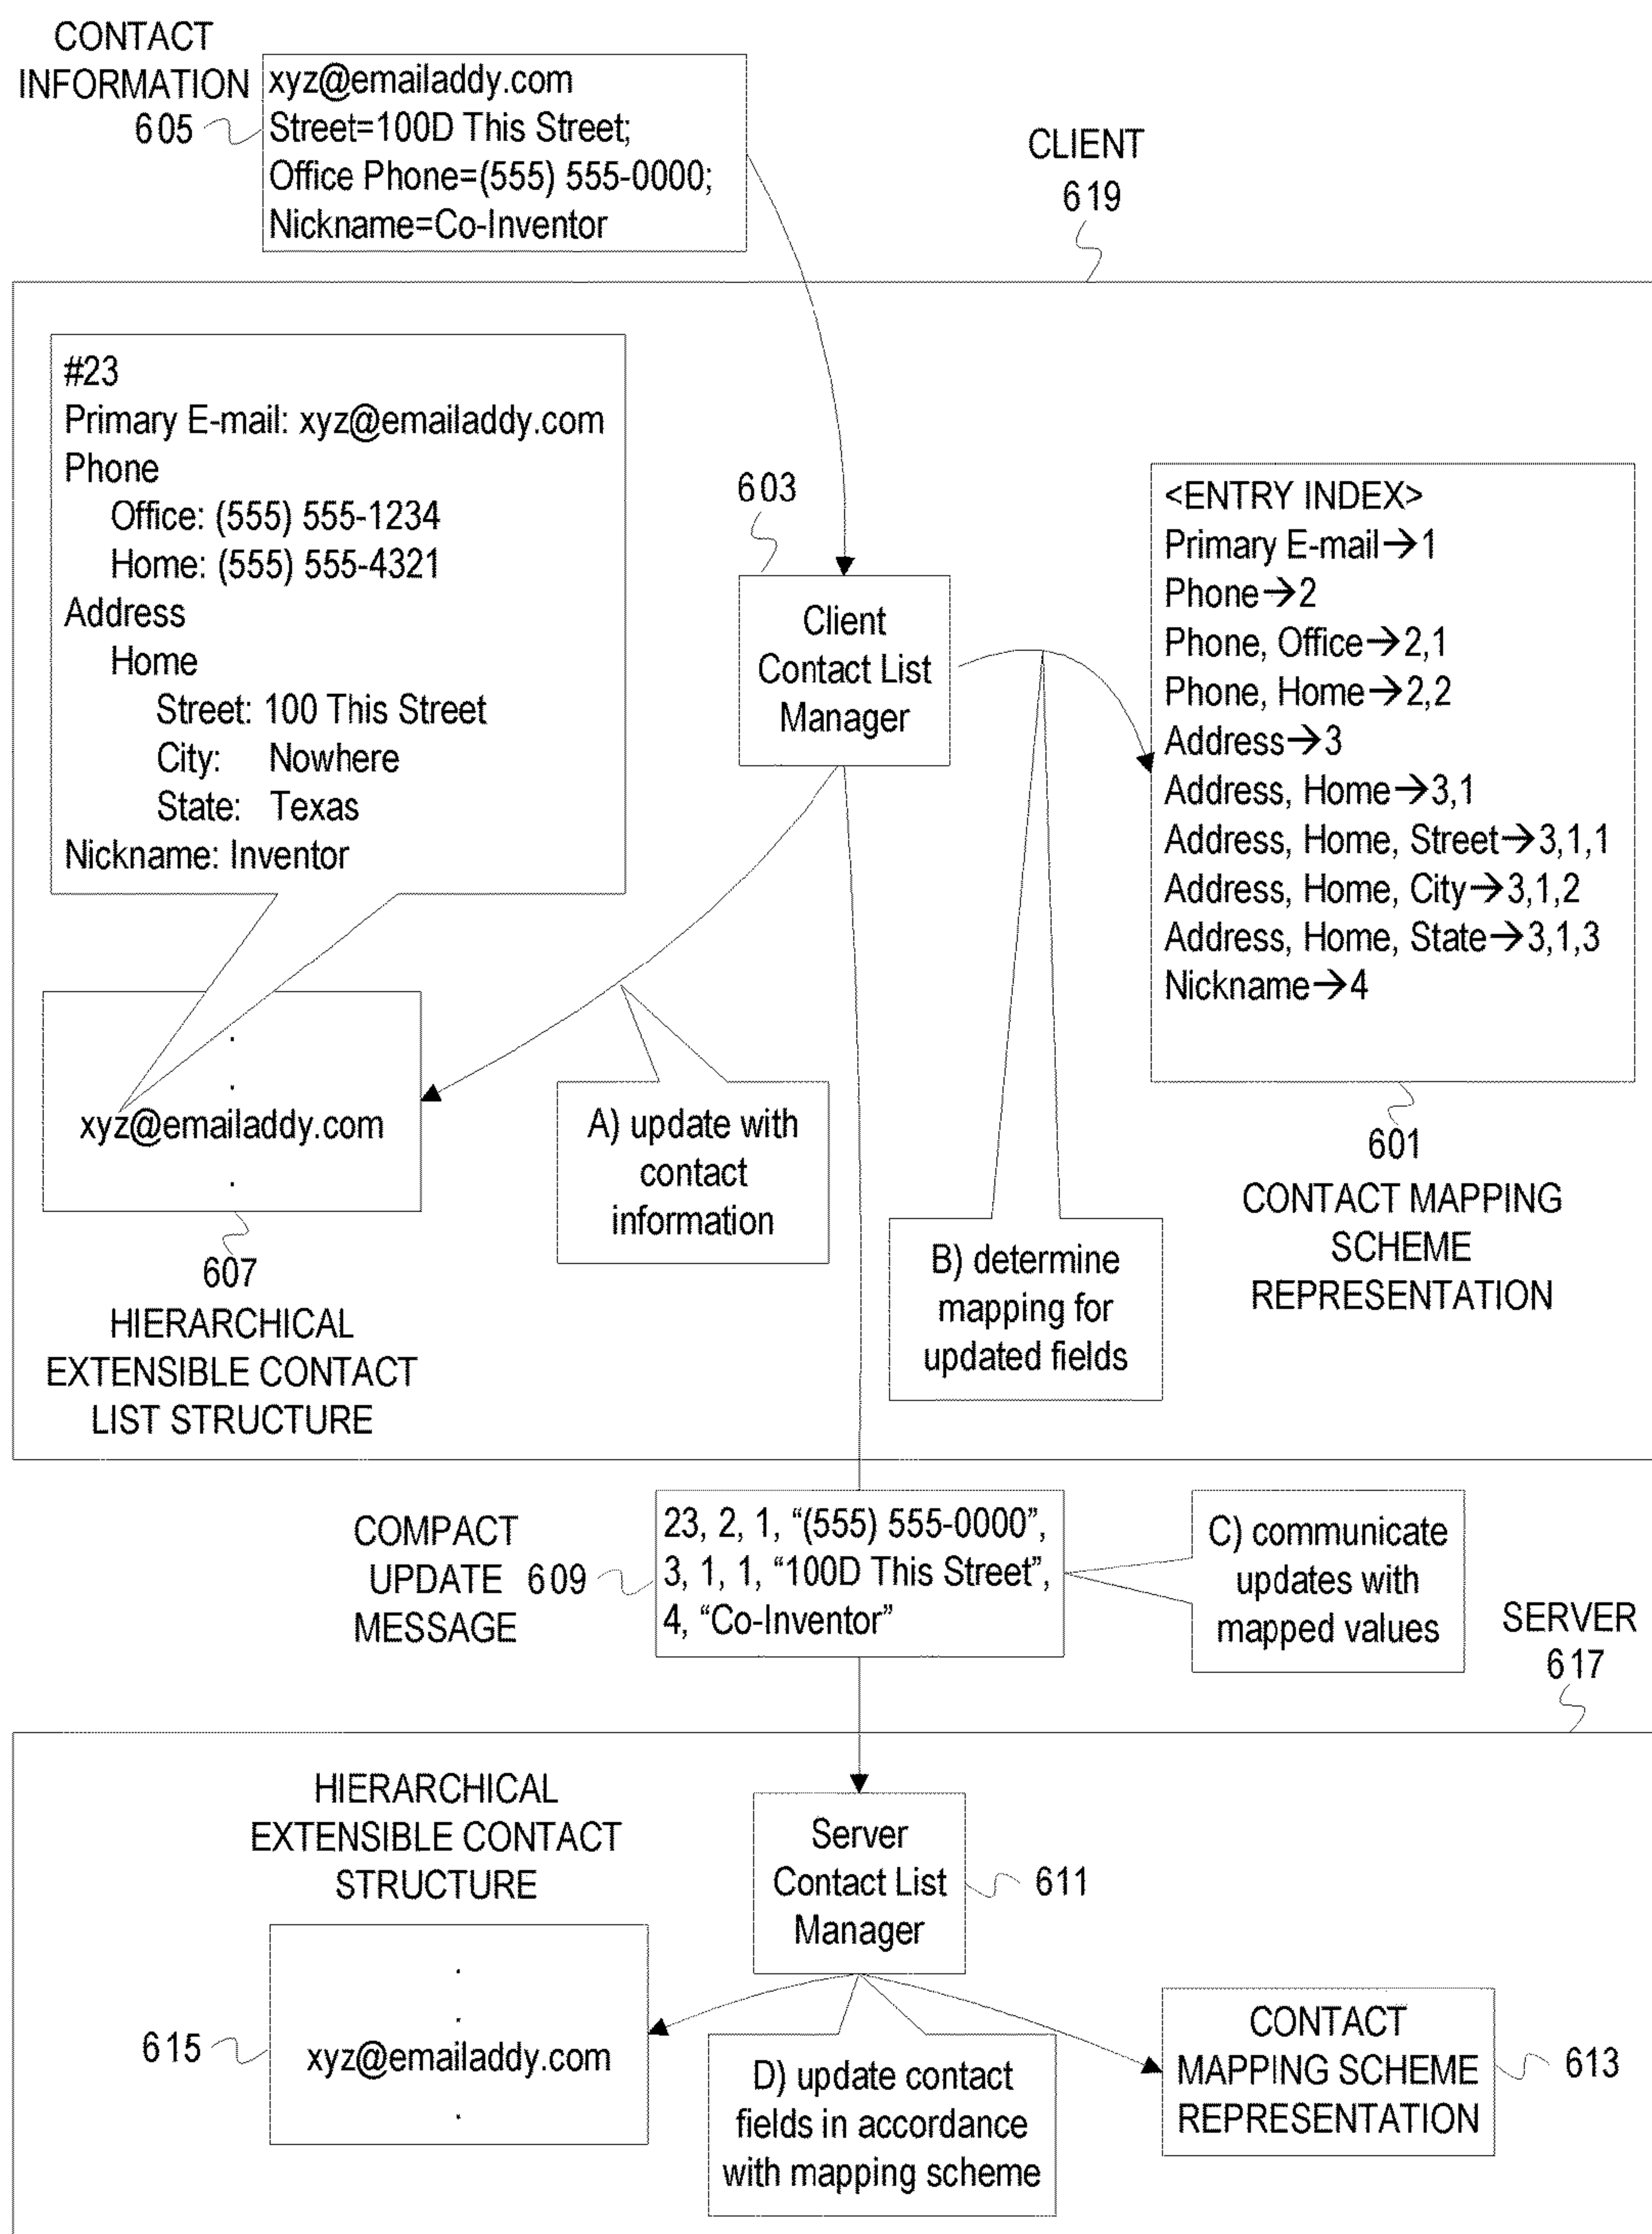 CONTACT
INFORMATION
605
xyz@emailaddy.com
Street=100D This Street;
Office Phone=(555) 555-0000;
Nickname=Co-Inventor
CLIENT
619
#23
Primary E-mail: xyz@emailaddy.com
Phone
Office: (555) 555-1234
Home: (555) 555-4321
Address
Home
Street: 100 This Street
City: Nowhere
State: Texas
Nickname: Inventor
603
Client
Contact List
Manager
<ENTRY INDEX>
Primary E-mail→1
Phone→2
Phone, Office→2,1
Phone, Home→2,2
Address→3
Address, Home→3,1
Address, Home, Street→3,1,1
Address, Home, City→3,1,2
Address, Home, State→3,1,3
Nickname→4
601
CONTACT MAPPING
SCHEME
REPRESENTATION
.
.
xyz@emailaddy.com
.
607
HIERARCHICAL
EXTENSIBLE CONTACT
LIST STRUCTURE
A) update with
contact
information
B) determine
mapping for
updated fields
COMPACT
UPDATE
MESSAGE
609
23, 2, 1, “(555) 555-0000”,
3, 1, 1, “100D This Street”,
4, “Co-Inventor”
C) communicate
updates with
mapped values
SERVER
617
HIERARCHICAL
EXTENSIBLE CONTACT
STRUCTURE
Server
Contact List
Manager
611
615
.
.
xyz@emailaddy.com
.
D) update contact
fields in accordance
with mapping scheme
CONTACT
MAPPING SCHEME
REPRESENTATION
613